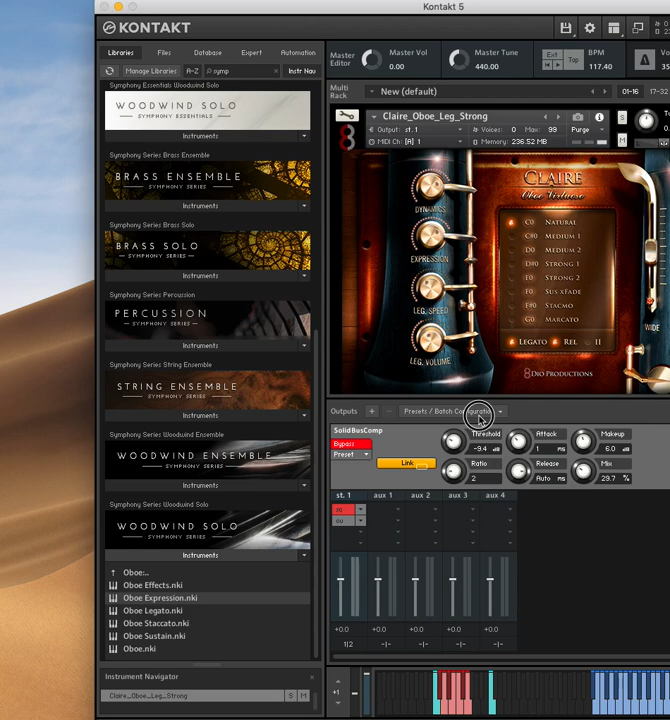 Kontakt 5
KONTAKT
Libraries Files Database Expert Automation
Manage Libraries A-Z symp × Instr Nav
Master Editor
Master Vol
0.00
Master Tune
440.00
Ext
Tap
BPM
117.40
Multi Rack
New (default)
01-16 17-32
Symphony Essentials Woodwind Solo
WOODWIND SOLO
SYMPHONY ESSENTIALS
Instruments
Symphony Series Brass Ensemble
BRASS ENSEMBLE
SYMPHONY SERIES
Instruments
Symphony Series Brass Solo
BRASS SOLO
SYMPHONY SERIES
Instruments
Symphony Series Percussion
PERCUSSION
SYMPHONY SERIES
Instruments
Symphony Series String Ensemble
STRING ENSEMBLE
SYMPHONY SERIES
Instruments
Symphony Series Woodwind Ensemble
WOODWIND ENSEMBLE
SYMPHONY SERIES
Instruments
Symphony Series Woodwind Solo
WOODWIND SOLO
SYMPHONY SERIES
Instruments
Oboe:..
Oboe Effects.nki
Oboe Expression.nki
Oboe Legato.nki
Oboe Staccato.nki
Oboe Sustain.nki
Oboe.nki
Instrument Navigator ×
Claire_Oboe_Leg_Strong S M
Claire_Oboe_Leg_Strong
Output: st. 1 Voices: 0 Max: 99 Purge
MIDI Ch: [A] 1 Memory: 236.52 MB
S
M
CLAIRE
Oboe Virtuoso
DYNAMICS
EXPRESSION
LEG. SPEED
LEG. VOLUME
C0 NATURAL
C#0 MEDIUM 1
D0 MEDIUM 2
D#0 STRONG 1
E0 STRONG 2
F0 SUS XFADE
F#0 STACMO
G0 MARCATO
LEGATO REL II
WIDE
8DIO PRODUCTIONS
Outputs + − Presets / Batch Configuration
SolidBusComp
Bypass
Preset
Link
Threshold
-9.4 dB
Attack
1 ms
Makeup
6.0 dB
Ratio
2
Release
Auto ms
Mix
29.7 %
st. 1 aux 1 aux 2 aux 3 aux 4
+0.0 +0.0 +0.0 +0.0 +0.0
1|2 -|- -|- -|- -|-
+1